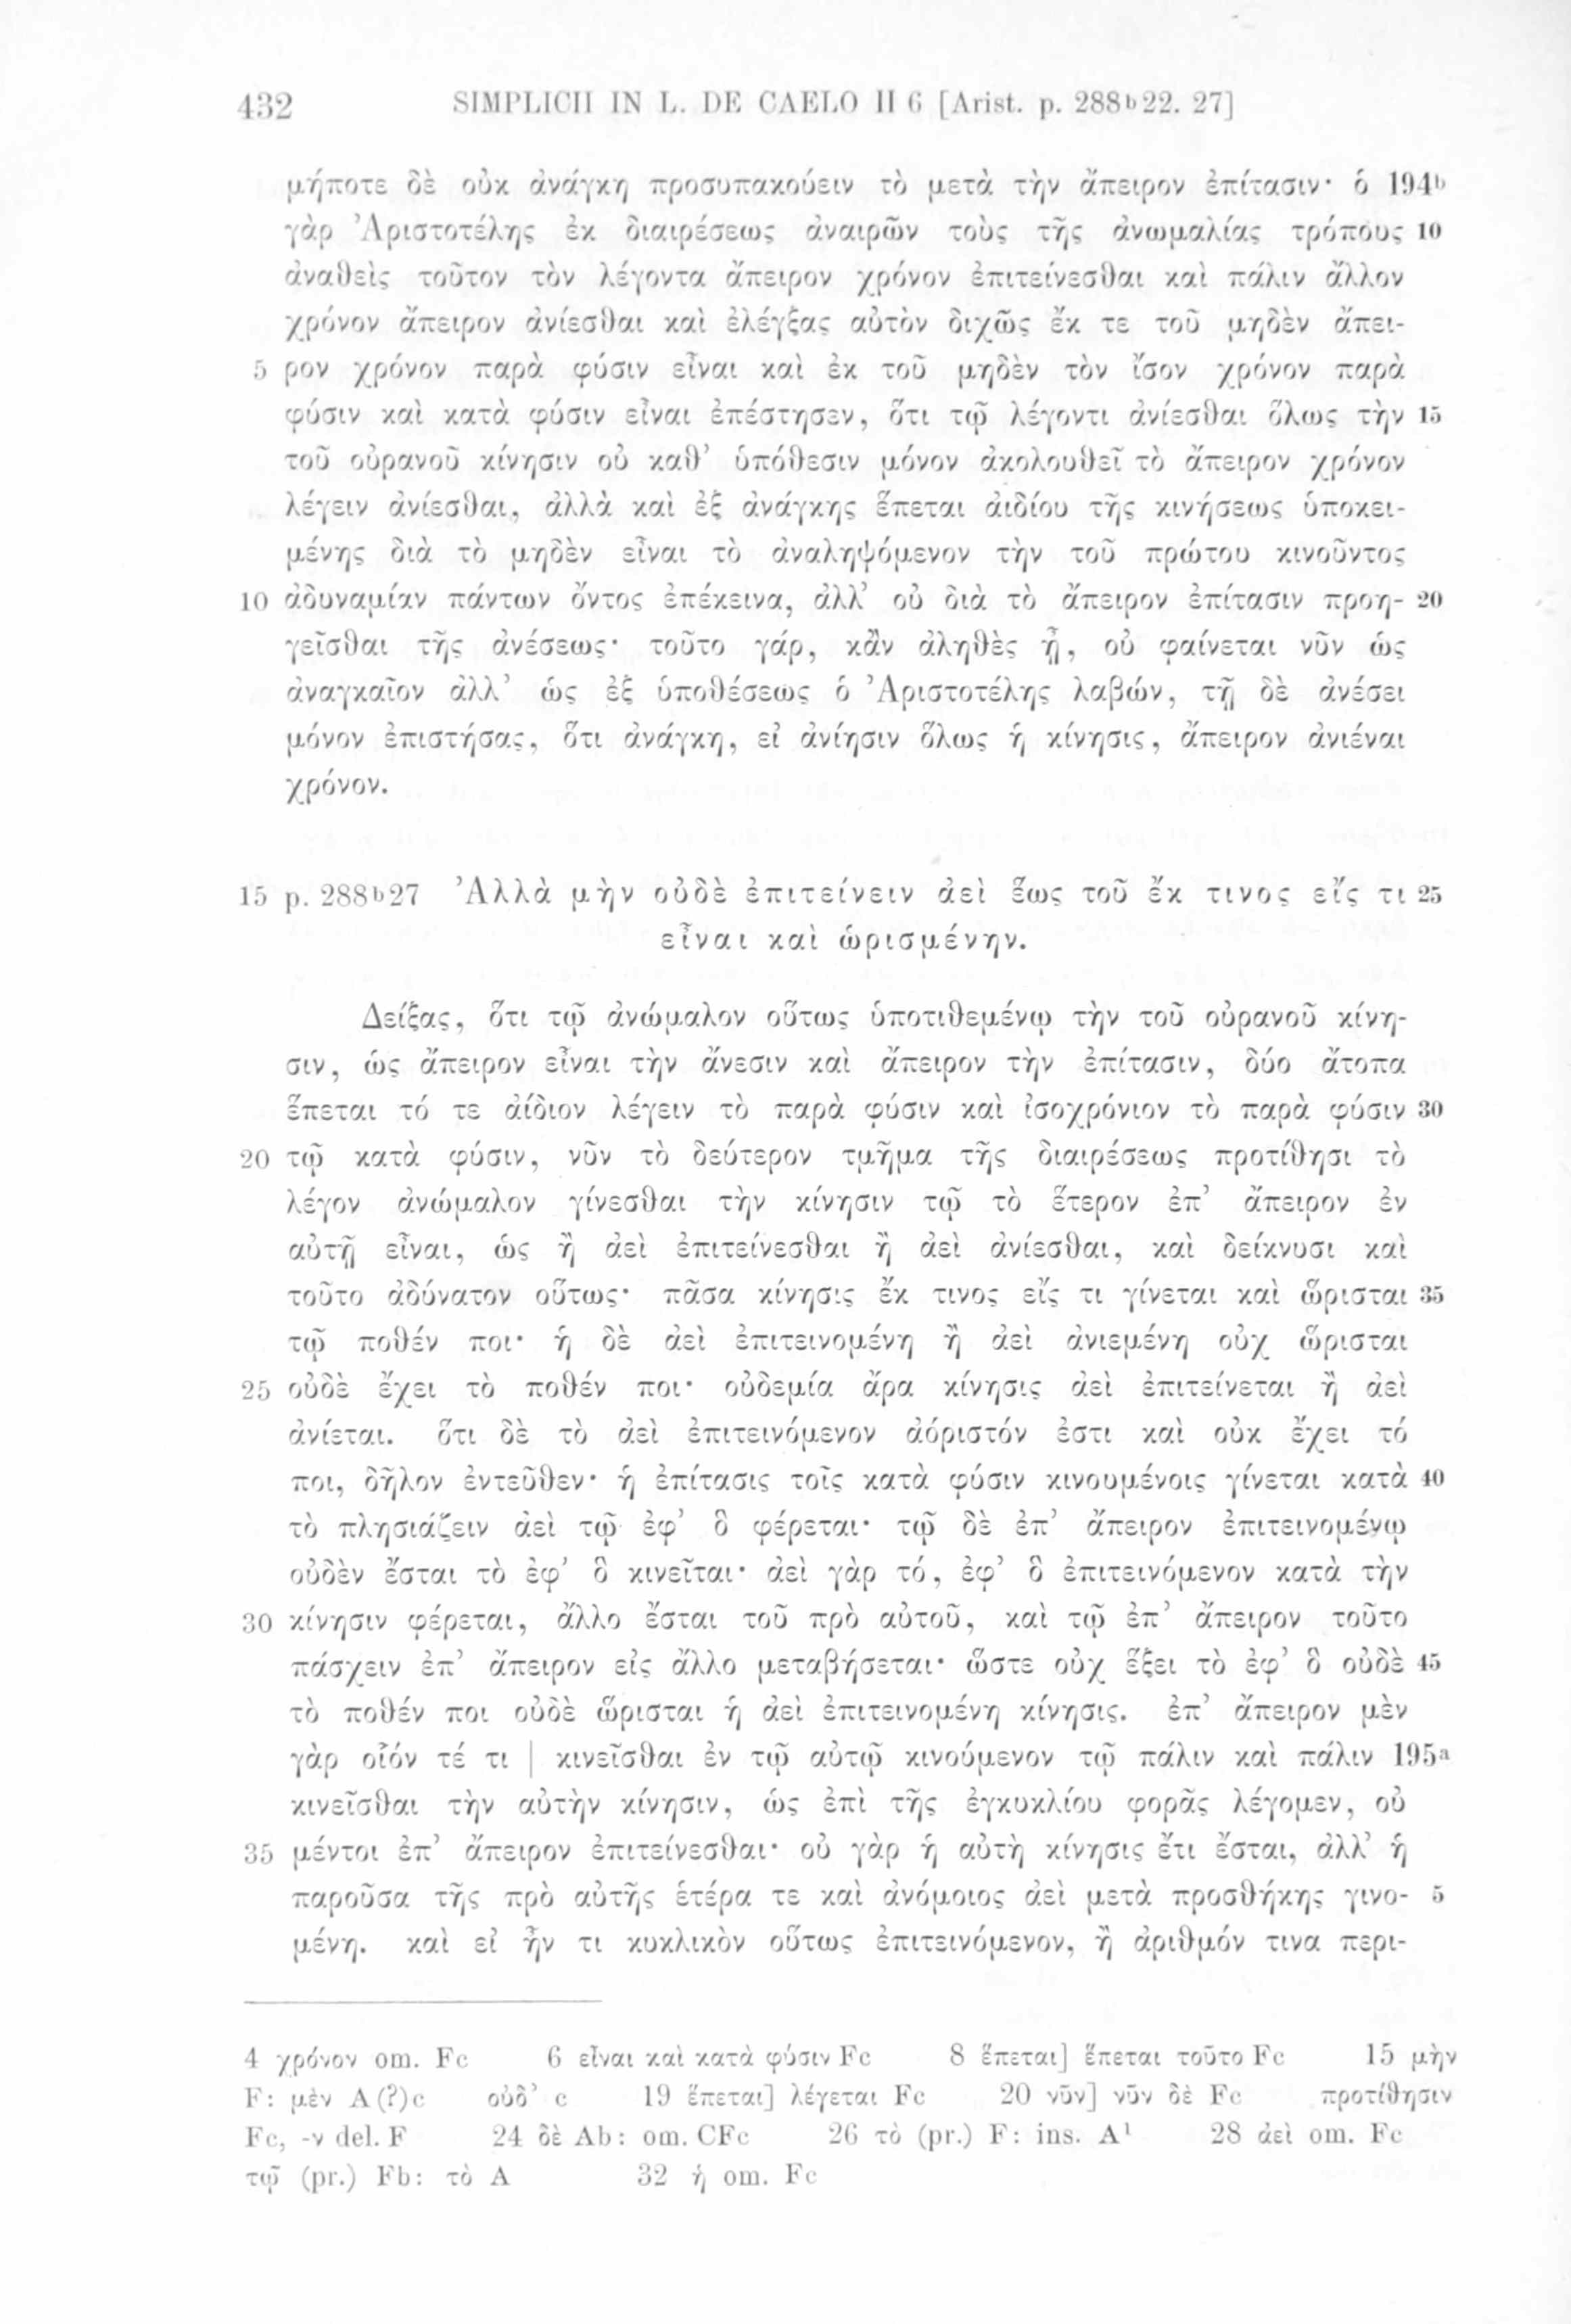 432 SIMPLICII IN L. DE CAELO II 6 [Arist. p. 288b22. 27]
μήποτε δὲ οὐκ ἀνάγκη προσυπακούειν τὸ μετὰ τὴν ἄπειρον ἐπίτασιν· ὁ 194b
γὰρ Ἀριστοτέλης ἐκ διαιρέσεως ἀναιρῶν τοὺς τῆς ἀνωμαλίας τρόπους 10
ἀναθεὶς τοῦτον τὸν λέγοντα ἄπειρον χρόνον ἐπιτείνεσθαι καὶ πάλιν ἄλλον
χρόνον ἄπειρον ἀνίεσθαι καὶ ἐλέγξας αὐτὸν διχῶς ἔκ τε τοῦ μηδὲν ἄπει-
5 ρον χρόνον παρὰ φύσιν εἶναι καὶ ἐκ τοῦ μηδὲν τὸν ἴσον χρόνον παρὰ
φύσιν καὶ κατὰ φύσιν εἶναι ἐπέστησεν, ὅτι τῷ λέγοντι ἀνίεσθαι ὅλως τὴν 15
τοῦ οὐρανοῦ κίνησιν οὐ καθ’ ὑπόθεσιν μόνον ἀκολουθεῖ τὸ ἄπειρον χρόνον
λέγειν ἀνίεσθαι, ἀλλὰ καὶ ἐξ ἀνάγκης ἕπεται ἀιδίου τῆς κινήσεως ὑποκει-
μένης διὰ τὸ μηδὲν εἶναι τὸ ἀναληψόμενον τὴν τοῦ πρώτου κινοῦντος
10 ἀδυναμίαν πάντων ὄντος ἐπέκεινα, ἀλλ’ οὐ διὰ τὸ ἄπειρον ἐπίτασιν προη- 20
γεῖσθαι τῆς ἀνέσεως· τοῦτο γάρ, κἂν ἀληθὲς ᾖ, οὐ φαίνεται νῦν ὡς
ἀναγκαῖον ἀλλ’ ὡς ἐξ ὑποθέσεως ὁ Ἀριστοτέλης λαβών, τῇ δὲ ἀνέσει
μόνον ἐπιστήσας, ὅτι ἀνάγκη, εἰ ἀνίησιν ὅλως ἡ κίνησις, ἄπειρον ἀνιέναι
χρόνον.
15 p. 288b27 Ἀλλὰ μὴν οὐδὲ ἐπιτείνειν ἀεὶ ἕως τοῦ ἔκ τινος εἴς τι 25
εἶναι καὶ ὡρισμένην.
Δείξας, ὅτι τῷ ἀνώμαλον οὕτως ὑποτιθεμένῳ τὴν τοῦ οὐρανοῦ κίνη-
σιν, ὡς ἄπειρον εἶναι τὴν ἄνεσιν καὶ ἄπειρον τὴν ἐπίτασιν, δύο ἄτοπα
ἕπεται τό τε ἀίδιον λέγειν τὸ παρὰ φύσιν καὶ ἰσοχρόνιον τὸ παρὰ φύσιν 30
20 τῷ κατὰ φύσιν, νῦν τὸ δεύτερον τμῆμα τῆς διαιρέσεως προτίθησι τὸ
λέγον ἀνώμαλον γίνεσθαι τὴν κίνησιν τῷ τὸ ἕτερον ἐπ’ ἄπειρον ἐν
αὐτῇ εἶναι, ὡς ἢ ἀεὶ ἐπιτείνεσθαι ἢ ἀεὶ ἀνίεσθαι, καὶ δείκνυσι καὶ
τοῦτο ἀδύνατον οὕτως· πᾶσα κίνησις ἔκ τινος εἴς τι γίνεται καὶ ὥρισται 35
τῷ ποθέν ποι· ἡ δὲ ἀεὶ ἐπιτεινομένη ἢ ἀεὶ ἀνιεμένη οὐχ ὥρισται
25 οὐδὲ ἔχει τὸ ποθέν ποι· οὐδεμία ἄρα κίνησις ἀεὶ ἐπιτείνεται ἢ ἀεὶ
ἀνίεται. ὅτι δὲ τὸ ἀεὶ ἐπιτεινόμενον ἀόριστόν ἐστι καὶ οὐκ ἔχει τό
ποι, δῆλον ἐντεῦθεν· ἡ ἐπίτασις τοῖς κατὰ φύσιν κινουμένοις γίνεται κατὰ 40
τὸ πλησιάζειν ἀεὶ τῷ ἐφ’ ὃ φέρεται· τῷ δὲ ἐπ’ ἄπειρον ἐπιτεινομένῳ
οὐδὲν ἔσται τὸ ἐφ’ ὃ κινεῖται· ἀεὶ γὰρ τό, ἐφ’ ὃ ἐπιτεινόμενον κατὰ τὴν
30 κίνησιν φέρεται, ἄλλο ἔσται τοῦ πρὸ αὐτοῦ, καὶ τῷ ἐπ’ ἄπειρον τοῦτο
πάσχειν ἐπ’ ἄπειρον εἰς ἄλλο μεταβήσεται· ὥστε οὐχ ἕξει τὸ ἐφ’ ὃ οὐδὲ 45
τὸ ποθέν ποι οὐδὲ ὥρισται ἡ ἀεὶ ἐπιτεινομένη κίνησις. ἐπ’ ἄπειρον μὲν
γὰρ οἷόν τέ τι | κινεῖσθαι ἐν τῷ αὐτῷ κινούμενον τῷ πάλιν καὶ πάλιν 195a
κινεῖσθαι τὴν αὐτὴν κίνησιν, ὡς ἐπὶ τῆς ἐγκυκλίου φορᾶς λέγομεν, οὐ
35 μέντοι ἐπ’ ἄπειρον ἐπιτείνεσθαι· οὐ γὰρ ἡ αὐτὴ κίνησις ἔτι ἔσται, ἀλλ’ ἡ
παροῦσα τῆς πρὸ αὐτῆς ἑτέρα τε καὶ ἀνόμοιος ἀεὶ μετὰ προσθήκης γινο- 5
μένη. καὶ εἰ ἦν τι κυκλικὸν οὕτως ἐπιτεινόμενον, ἢ ἀριθμόν τινα περι-
4 χρόνον om. Fc 6 εἶναι καὶ κατὰ φύσιν Fc 8 ἕπεται] ἕπεται τοῦτο Fc 15 μὴν
F: μὲν A(?)c οὐδ’ c 19 ἕπεται] λέγεται Fc 20 νῦν] νῦν δὲ Fc προτίθησιν
Fc, -ν del. F 24 δὲ Ab: om. CFc 26 τὸ (pr.) F: ins. A¹ 28 ἀεὶ om. Fc
τῷ (pr.) Fb: τὸ A 32 ἡ om. Fc